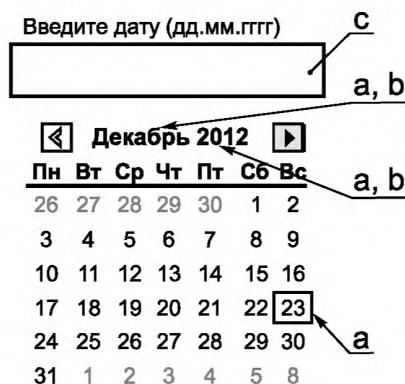 Введите дату (дд.мм.гггг)
c
a, b
Декабрь 2012
a, b
Пн Вт Ср Чт Пт Сб Вс
26 27 28 29 30 1 2
3 4 5 6 7 8 9
10 11 12 13 14 15 16
17 18 19 20 21 22 23
24 25 26 27 28 29 30
a
31 1 2 3 4 5 8